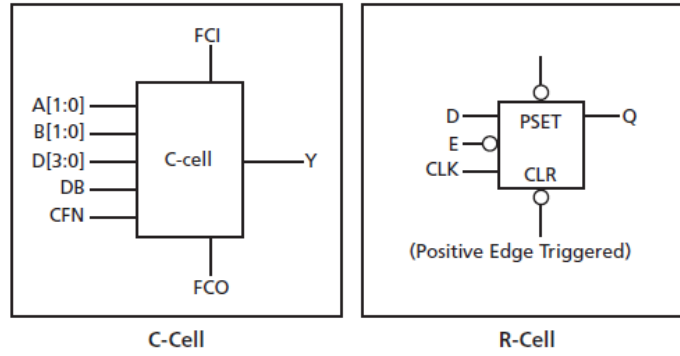 FCI
A[1:0]
B[1:0]
D[3:0]
DB
CFN
C-cell
Y
FCO
C-Cell
D
E
CLK
PSET
CLR
Q
(Positive Edge Triggered)
R-Cell